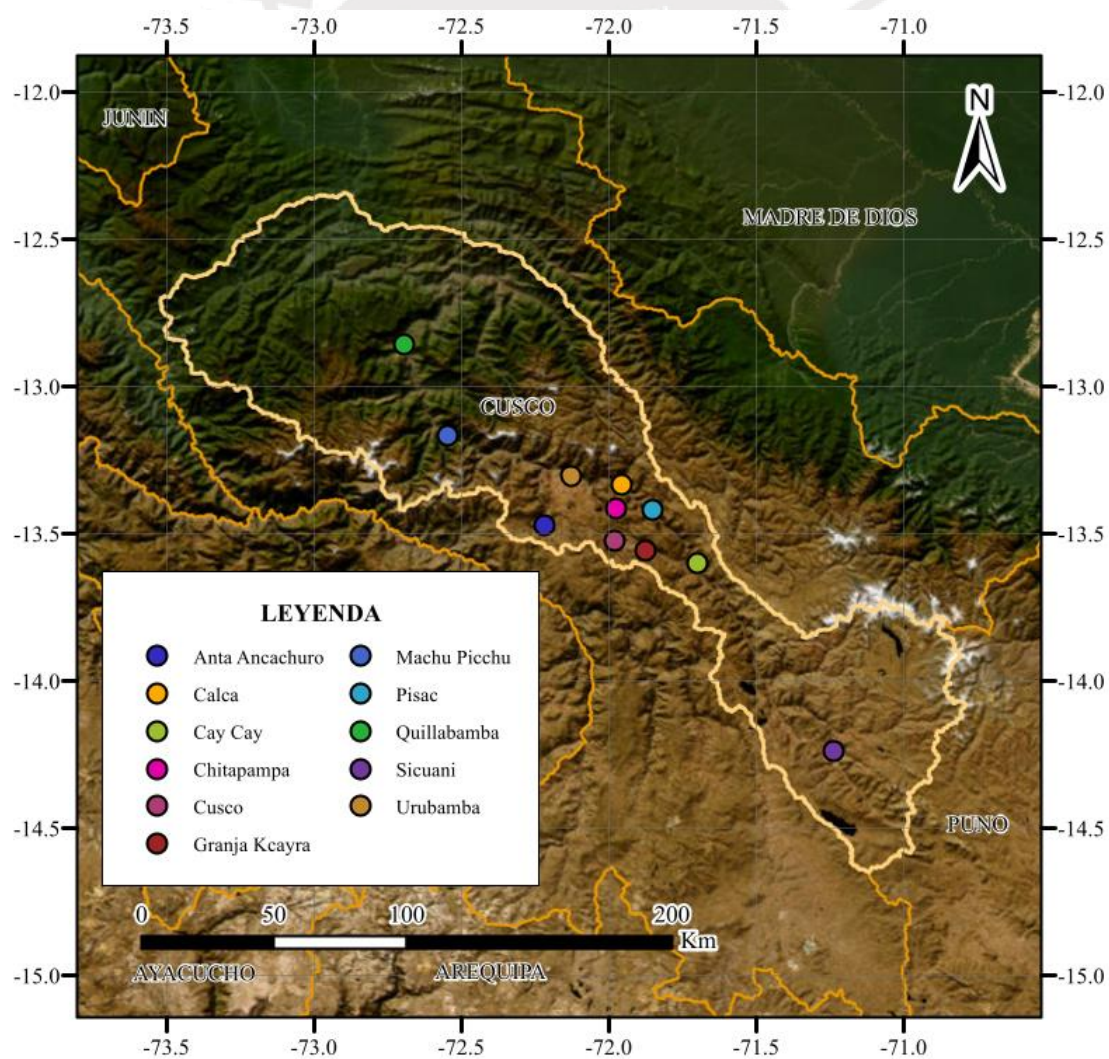 -73.5 -73.0 -72.5 -72.0 -71.5 -71.0
-12.0 -12.0
JUNIN
N
MADRE DE DIOS
-12.5 -12.5
-13.0 -13.0
CUSCO
-13.5 -13.5
LEYENDA
Anta Ancachuro Machu Picchu
-14.0 -14.0
Calca Pisac
Cay Cay Quillabamba
Chitapampa Sicuani
Cusco Urubamba
PUNO
-14.5 -14.5
Granja Kcayra
0 50 100 200
Km
AYACUCHO AREQUIPA
-15.0 -15.0
-73.5 -73.0 -72.5 -72.0 -71.5 -71.0